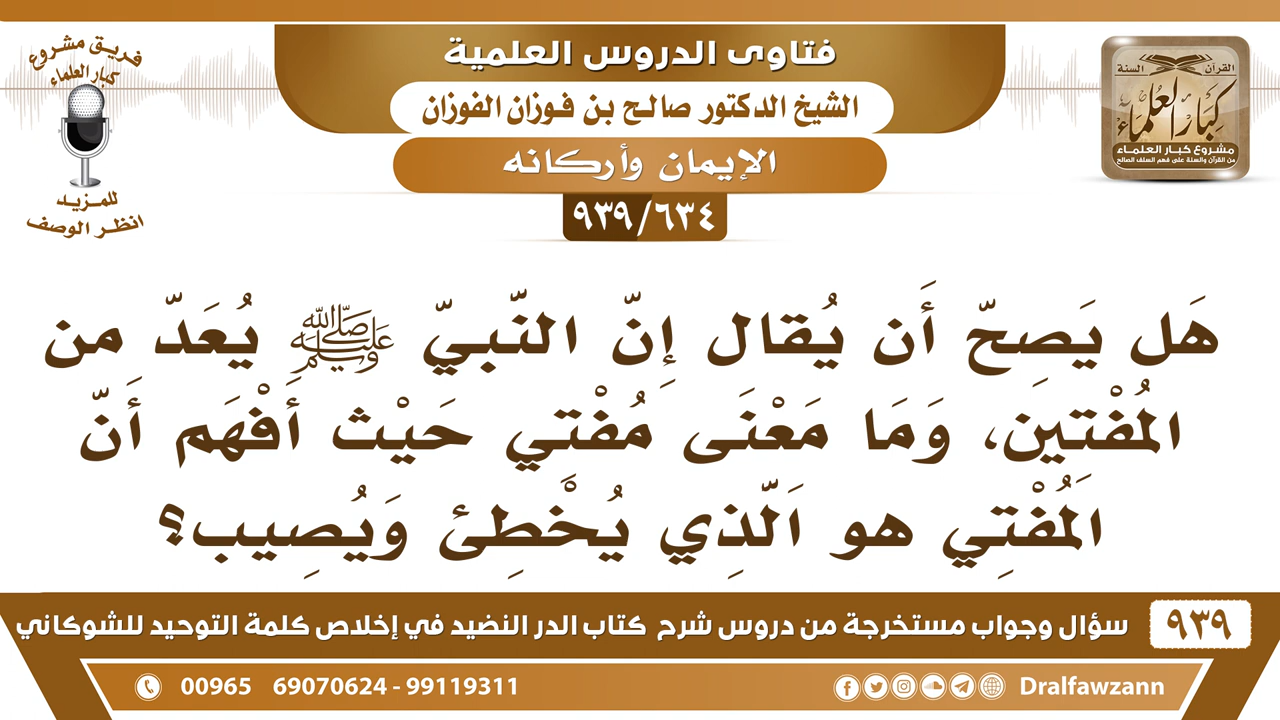 فتاوى الدروس العلمية
الشيخ الدكتور صالح بن فوزان الفوزان
الإيمان وأركانه
٩٣٩/٦٣٤
القرآن السنة
كبار العلماء
مشروع كبار العلماء
من القرآن والسنة على فهم السلف الصالح
فريق مشروع
كبار العلماء
للمزيد
انظر الوصف
هَل يَصِحّ أَن يُقال إِنّ النّبيّ ﷺ يُعَدّ من
المُفْتين، وَمَا مَعْنَى مُفْتي حَيْث أَفْهَم أَنّ
المُفْتِي هو الّذِي يُخْطِئ وَيُصِيب؟
٩٣٩
سؤال وجواب مستخرجة من دروس شرح كتاب الدر النضيد في إخلاص كلمة التوحيد للشوكاني
00965 69070624 - 99119311
Dralfawzann